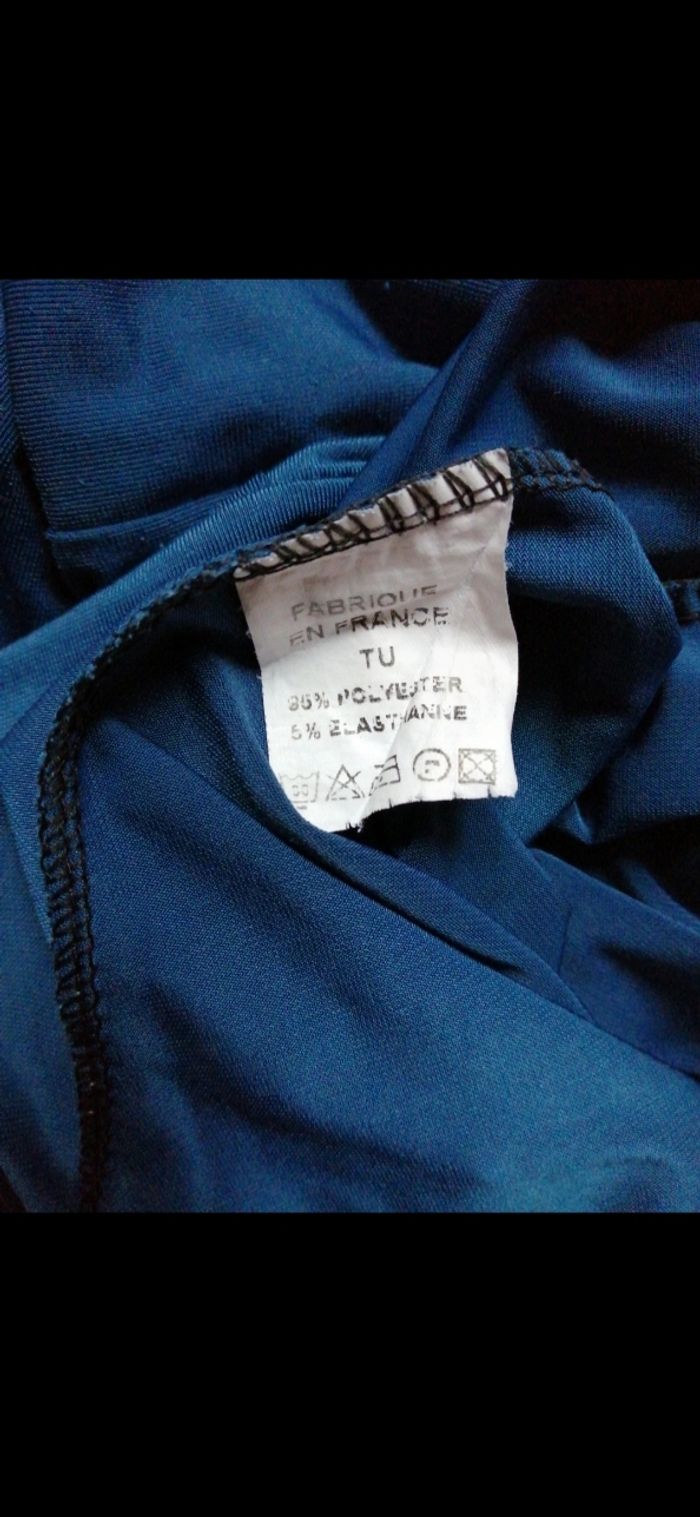 FABRIQUE
EN FRANCE
TU
95% POLYESTER
5% ELASTHANNE